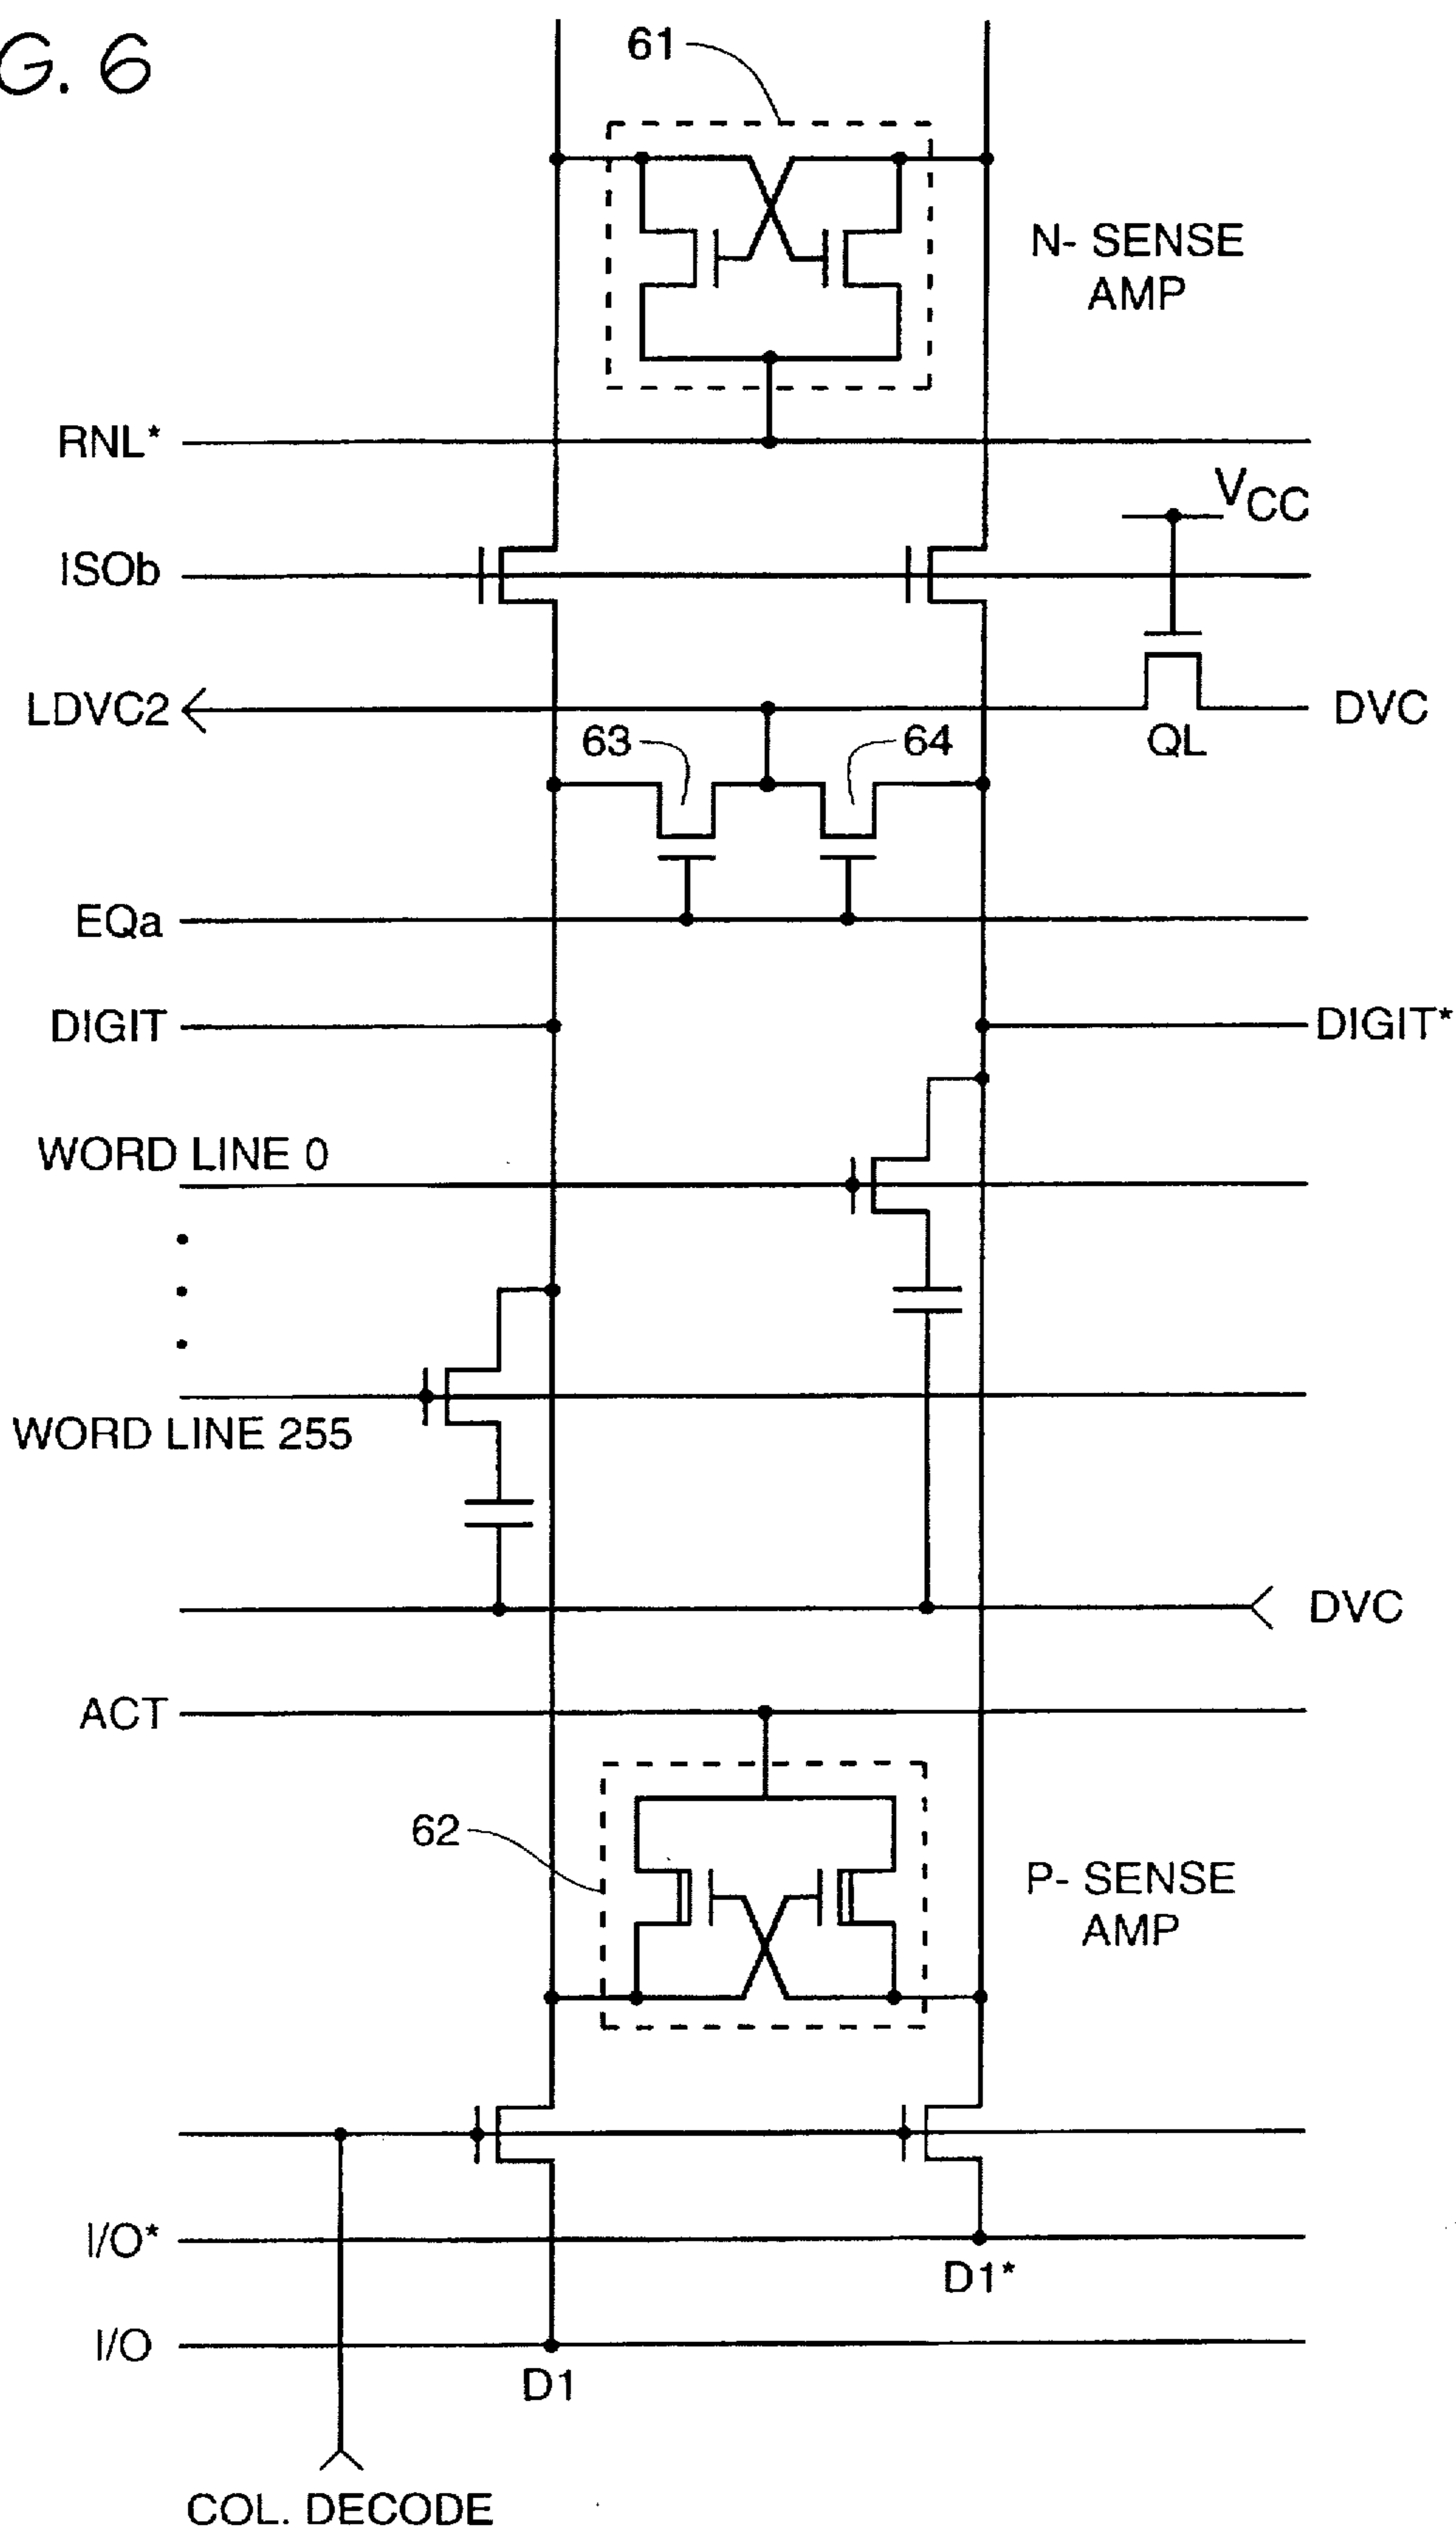 G. 6
61
N- SENSE
AMP
RNL*
VCC
ISOb
LDVC2
DVC
QL
63
64
EQa
DIGIT
DIGIT*
WORD LINE 0
WORD LINE 255
DVC
ACT
62
P- SENSE
AMP
I/O*
D1*
I/O
D1
COL. DECODE